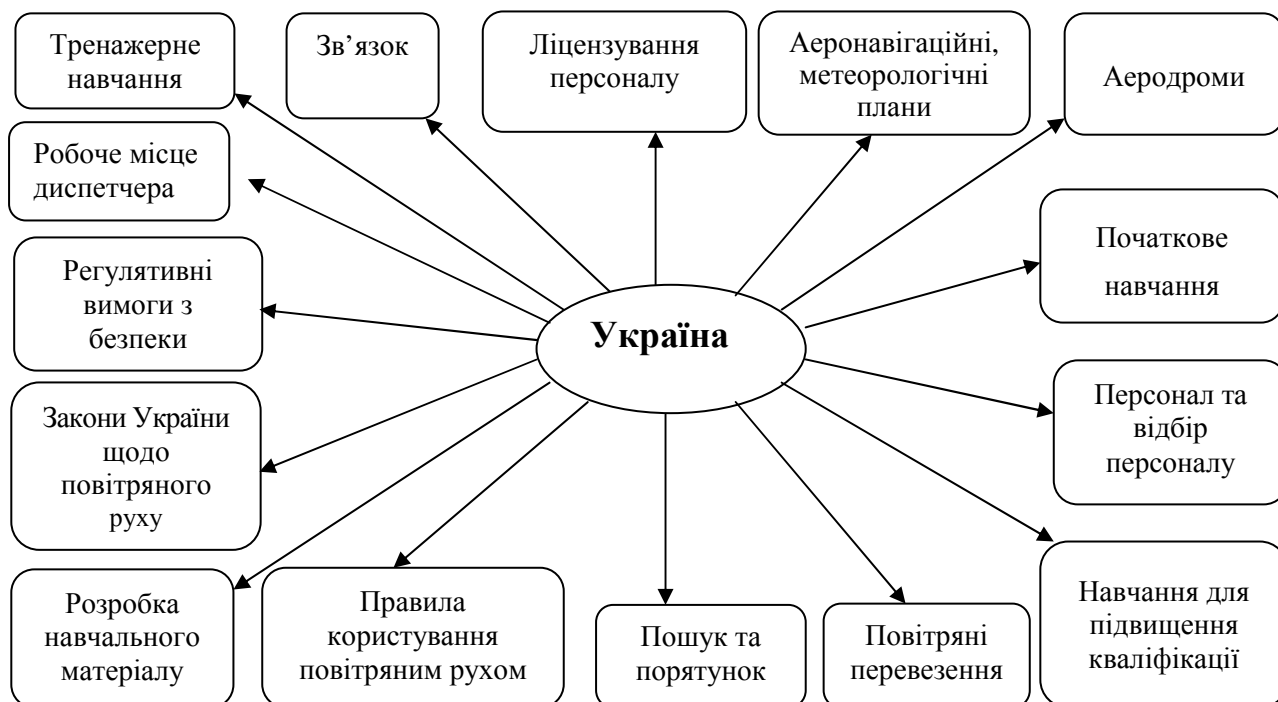 Тренажерне
навчання
Зв’язок
Ліцензування
персоналу
Аеронавігаційні,
метеорологічні
плани
Аеродроми
Робоче місце
диспетчера
Початкове
навчання
Регулятивні
вимоги з
безпеки
Україна
Закони України
щодо
повітряного
руху
Персонал та
відбір
персоналу
Розробка
навчального
матеріалу
Правила
користування
повітряним рухом
Пошук та
порятунок
Повітряні
перевезення
Навчання для
підвищення
кваліфікації